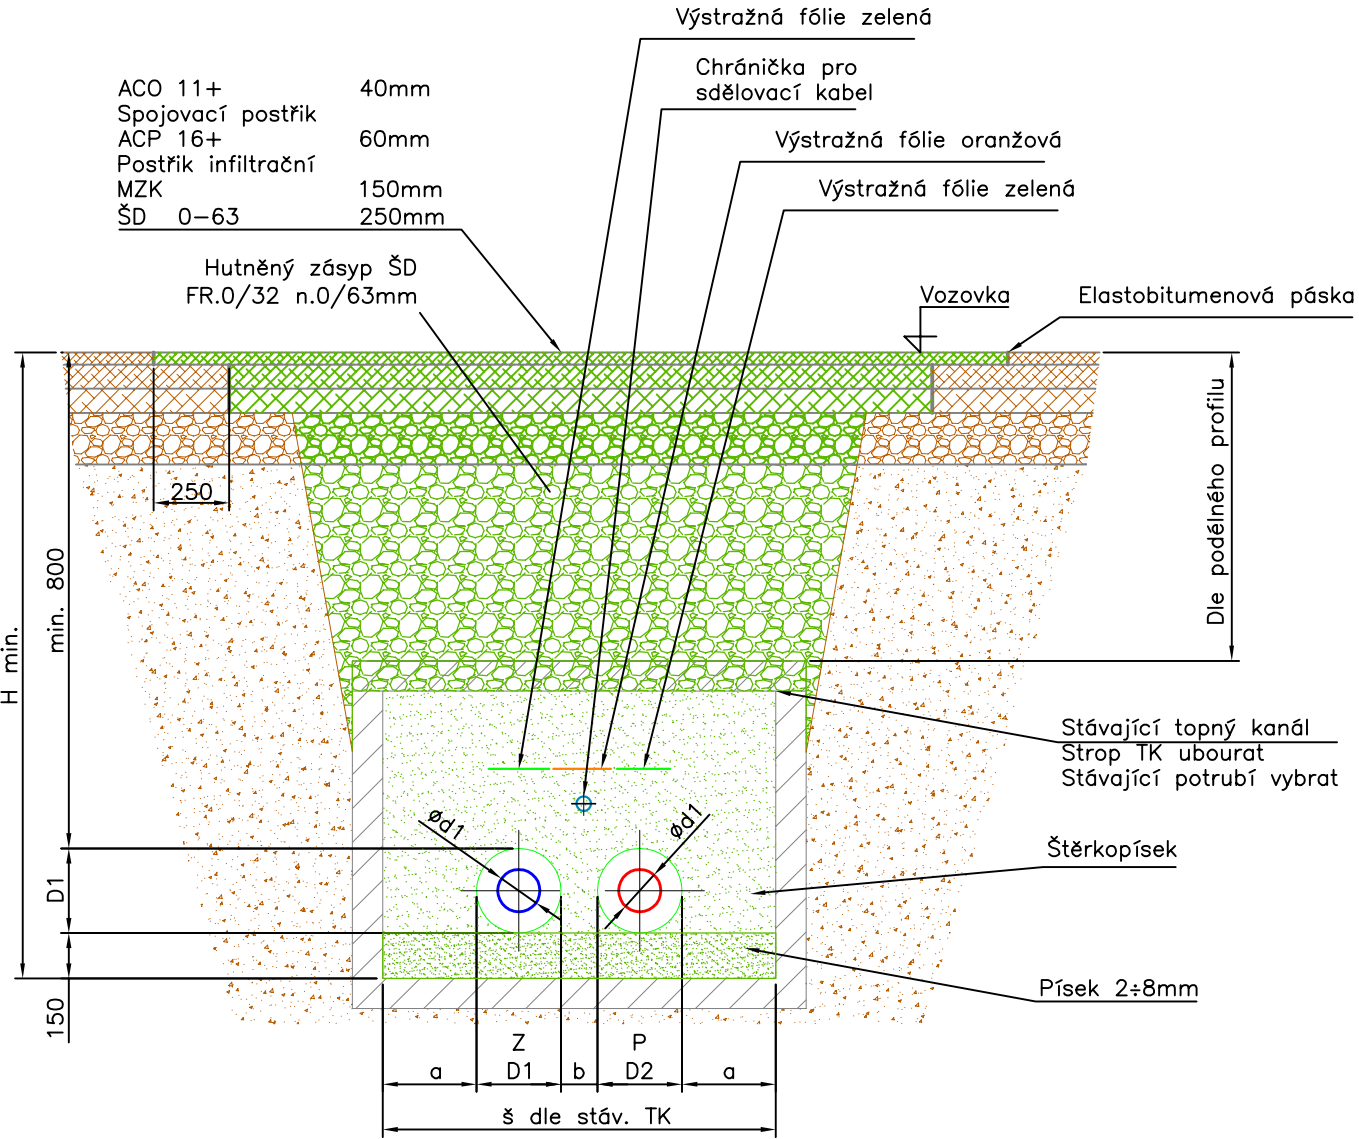 Výstražná fólie zelená
Chránička pro
sdělovací kabel
ACO 11+ 40mm
Spojovací postřik
ACP 16+ 60mm
Postřik infiltrační
MZK 150mm
ŠD 0-63 250mm
Výstražná fólie oranžová
Výstražná fólie zelená
Hutněný zásyp ŠD
FR.0/32 n.0/63mm
Vozovka
Elastobitumenová páska
Dle podélného profilu
250
min. 800
H min.
Stávající topný kanál
Strop TK ubourat
Stávající potrubí vybrat
ød1
ød1
Štěrkopísek
D1
Písek 2÷8mm
150
Z P
a D1 b D2 a
š dle stáv. TK